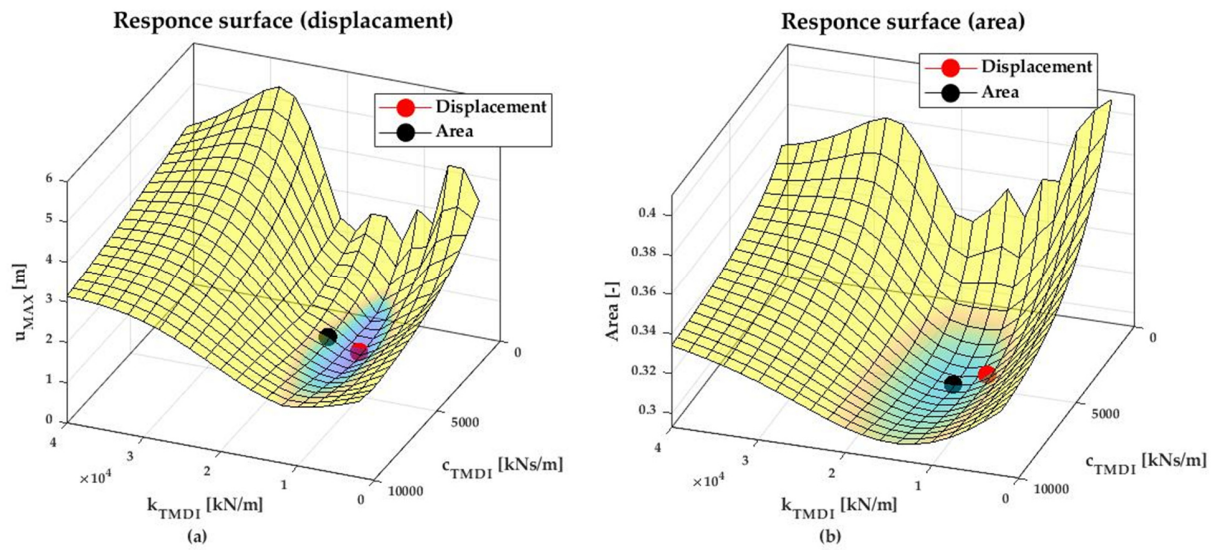 Responce surface (displacament)
Displacement
Area
6
5
4
3
2
1
0
u_MAX [m]
4
3
2
1
0
×10^4
k_TMDI [kN/m]
0
5000
10000
c_TMDI [kNs/m]
(a)
Responce surface (area)
Displacement
Area
0.4
0.38
0.36
0.34
0.32
0.3
Area [-]
4
3
2
1
0
×10^4
k_TMDI [kN/m]
0
5000
10000
c_TMDI [kNs/m]
(b)